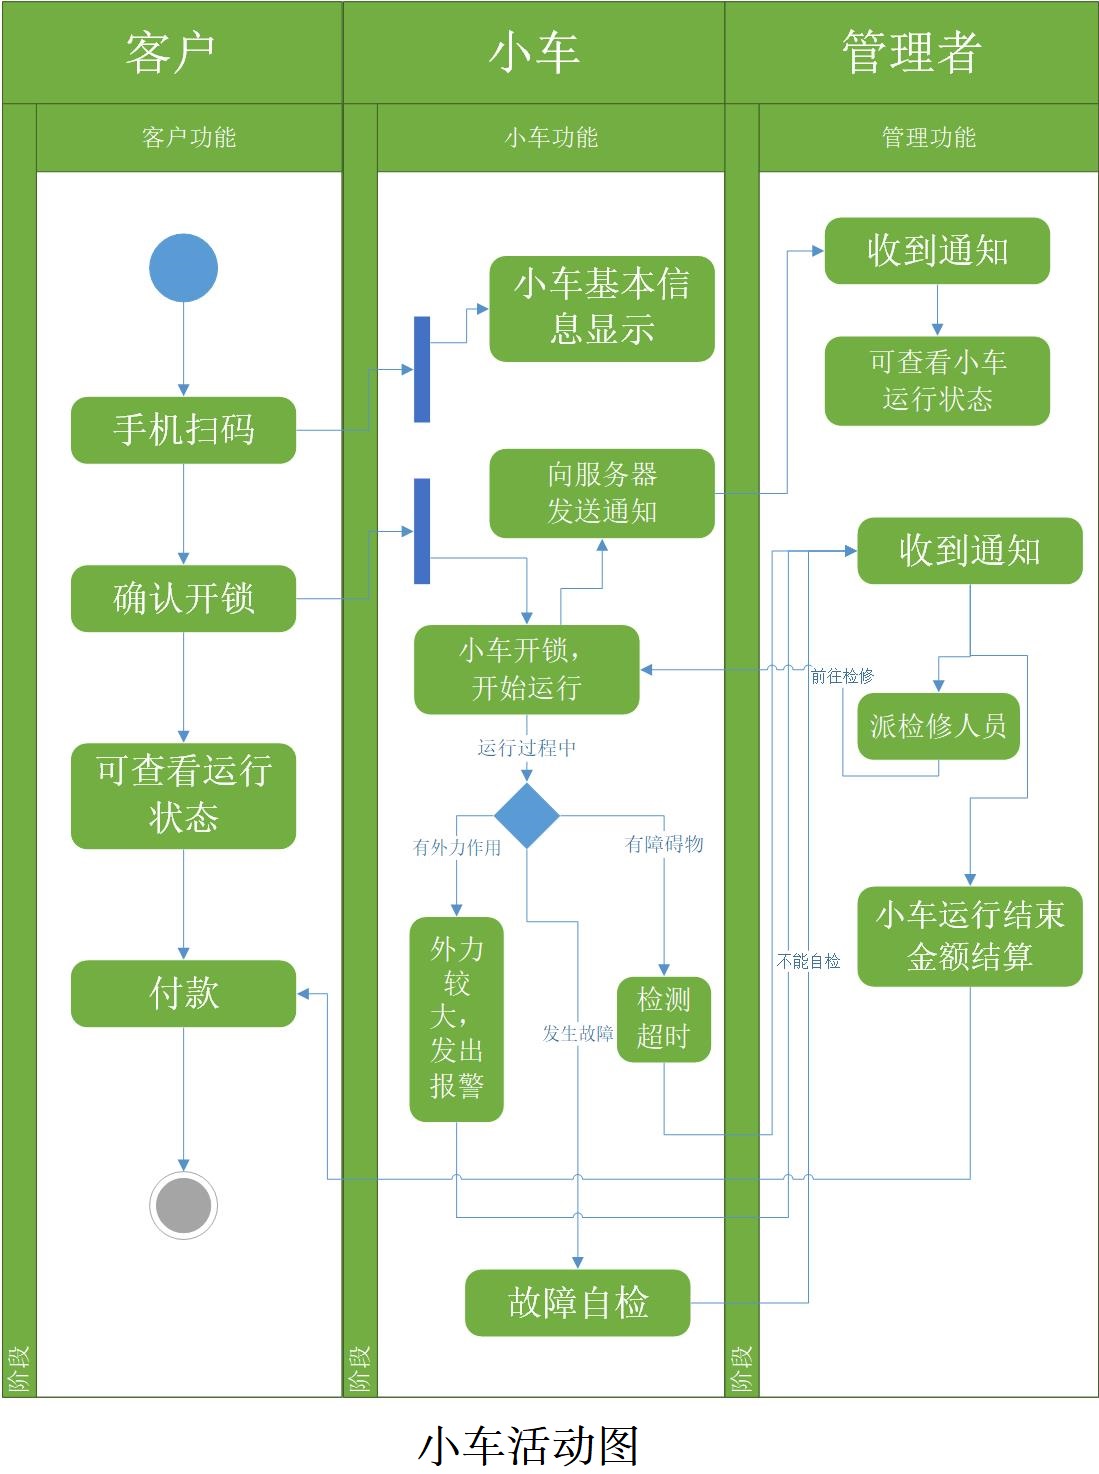 客户
小车
管理者
客户功能
小车功能
管理功能
收到通知
小车基本信
息显示
可查看小车
运行状态
手机扫码
向服务器
发送通知
收到通知
确认开锁
小车开锁，
开始运行
前往检修
派检修人员
运行过程中
可查看运行
状态
有外力作用
有障碍物
小车运行结束
金额结算
外力
较
大，
发出
报警
不能自检
付款
检测
超时
发生故障
故障自检
阶段
阶段
阶段
小车活动图